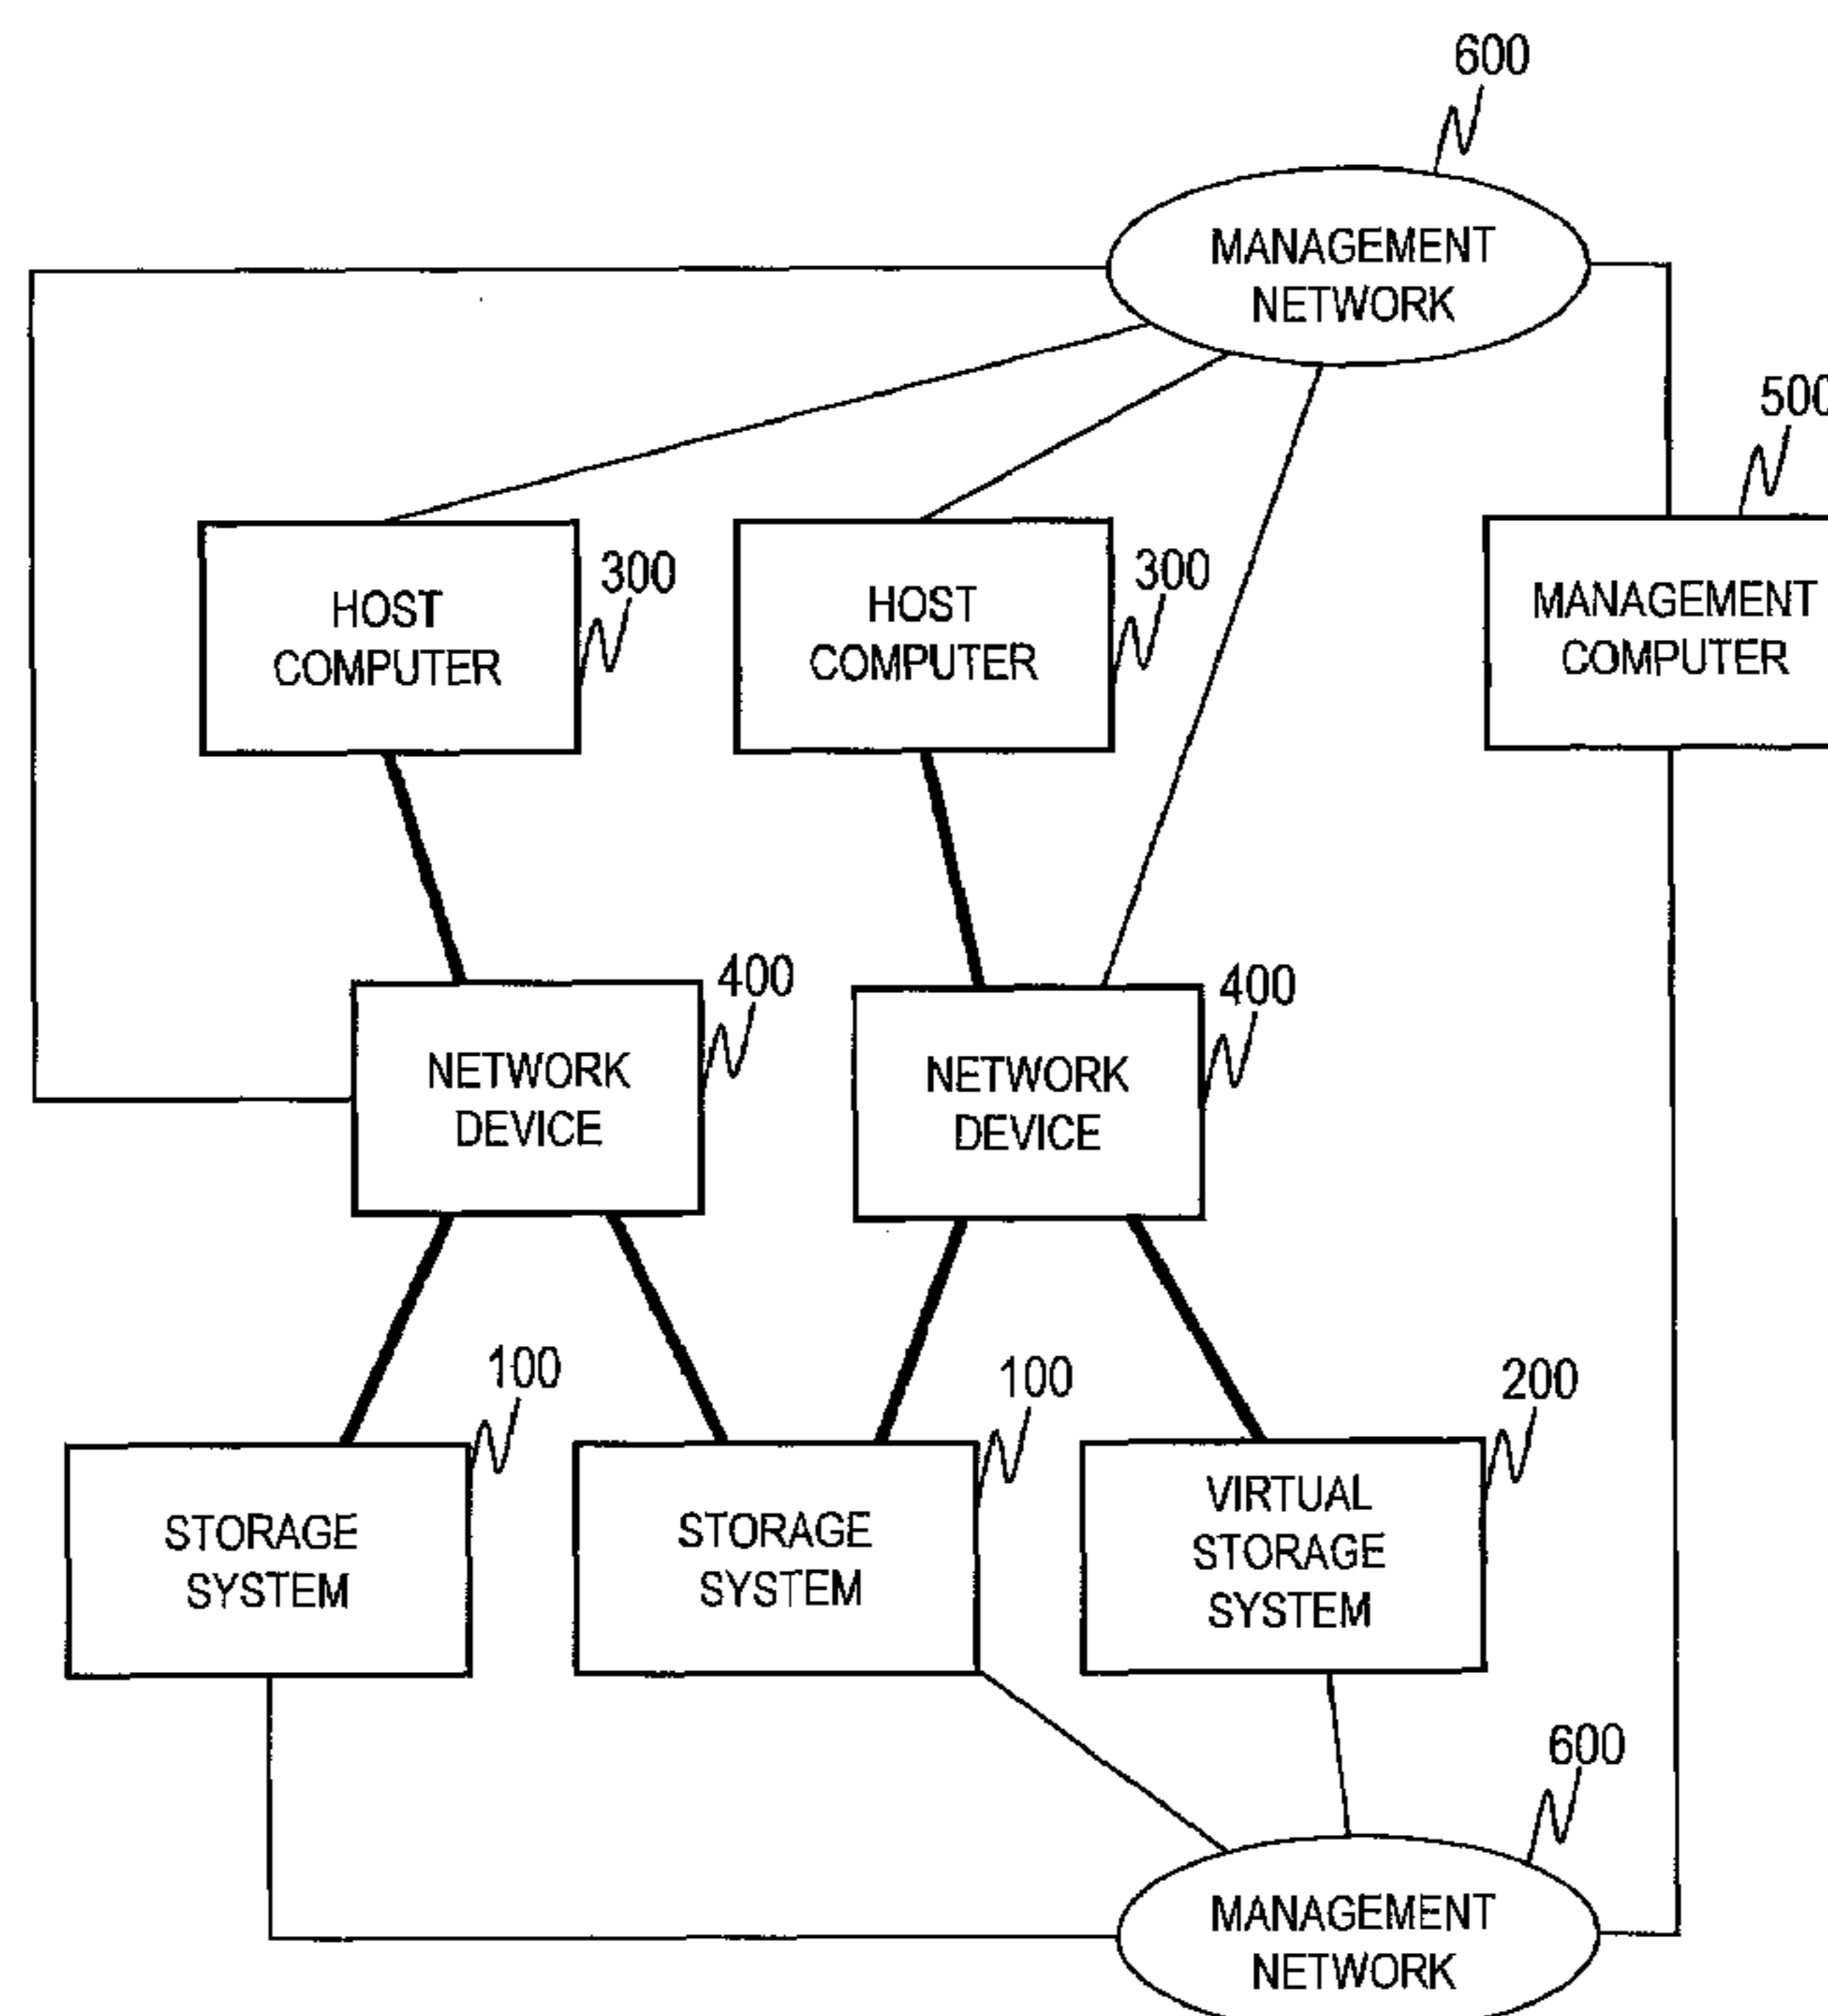 600
MANAGEMENT
NETWORK
500
HOST
COMPUTER
300
HOST
COMPUTER
300
MANAGEMENT
COMPUTER
NETWORK
DEVICE
400
NETWORK
DEVICE
400
STORAGE
SYSTEM
100
STORAGE
SYSTEM
100
VIRTUAL
STORAGE
SYSTEM
200
600
MANAGEMENT
NETWORK